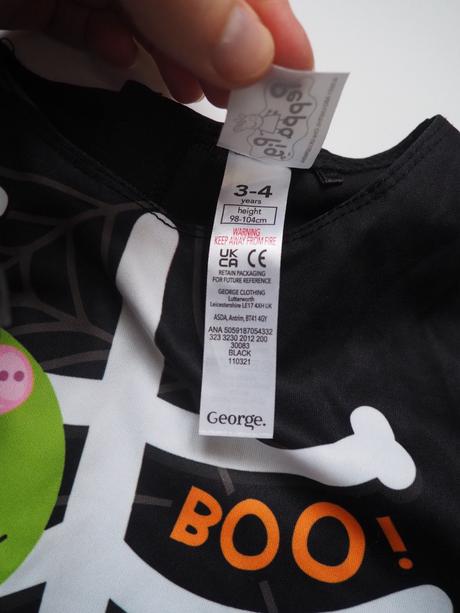 peppa pig
3-4
years
height
98-104cm
WARNING
KEEP AWAY FROM FIRE
UK CA CE
RETAIN PACKAGING
FOR FUTURE REFERENCE
GEORGE CLOTHING
Lutterworth
Leicestershire LE17 4XH UK
ASDA, Antrim, BT41 4GY
ANA 5059187054332
323 3230 2012 200
30083
BLACK
110321
George.
BOO!